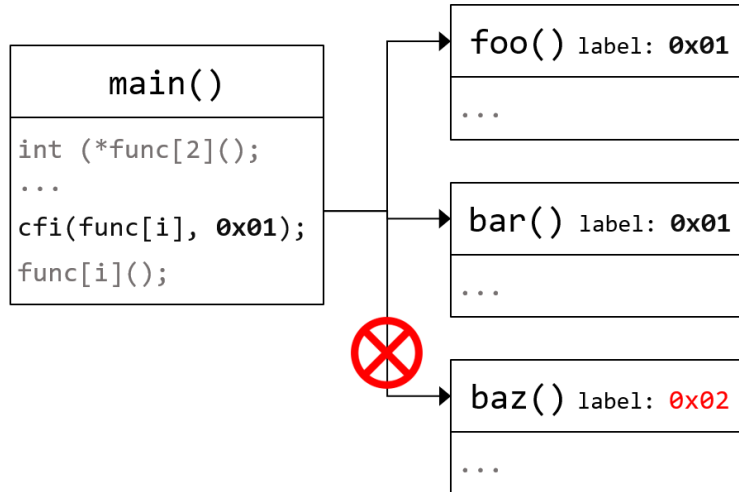 main()
int (*func[2]();
...
cfi(func[i], 0x01);
func[i]();
foo() label: 0x01
...
bar() label: 0x01
...
baz() label: 0x02
...